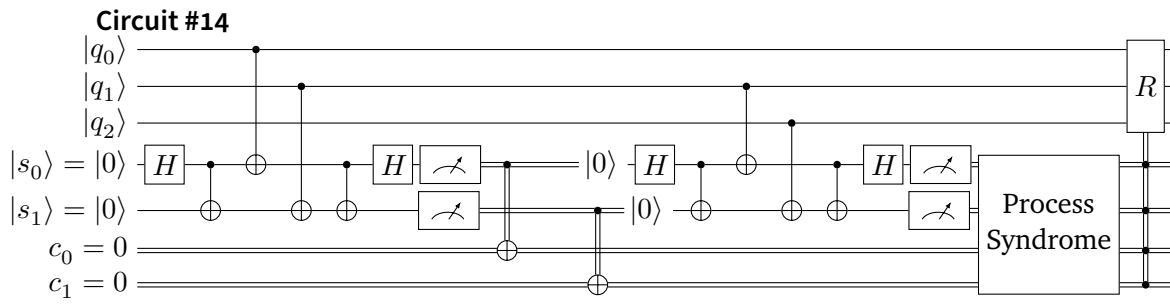 Circuit #14
|q₀⟩
|q₁⟩
R
|q₂⟩
|s₀⟩ = |0⟩ H H |0⟩ H H
|s₁⟩ = |0⟩ |0⟩
Process
Syndrome
c₀ = 0
c₁ = 0